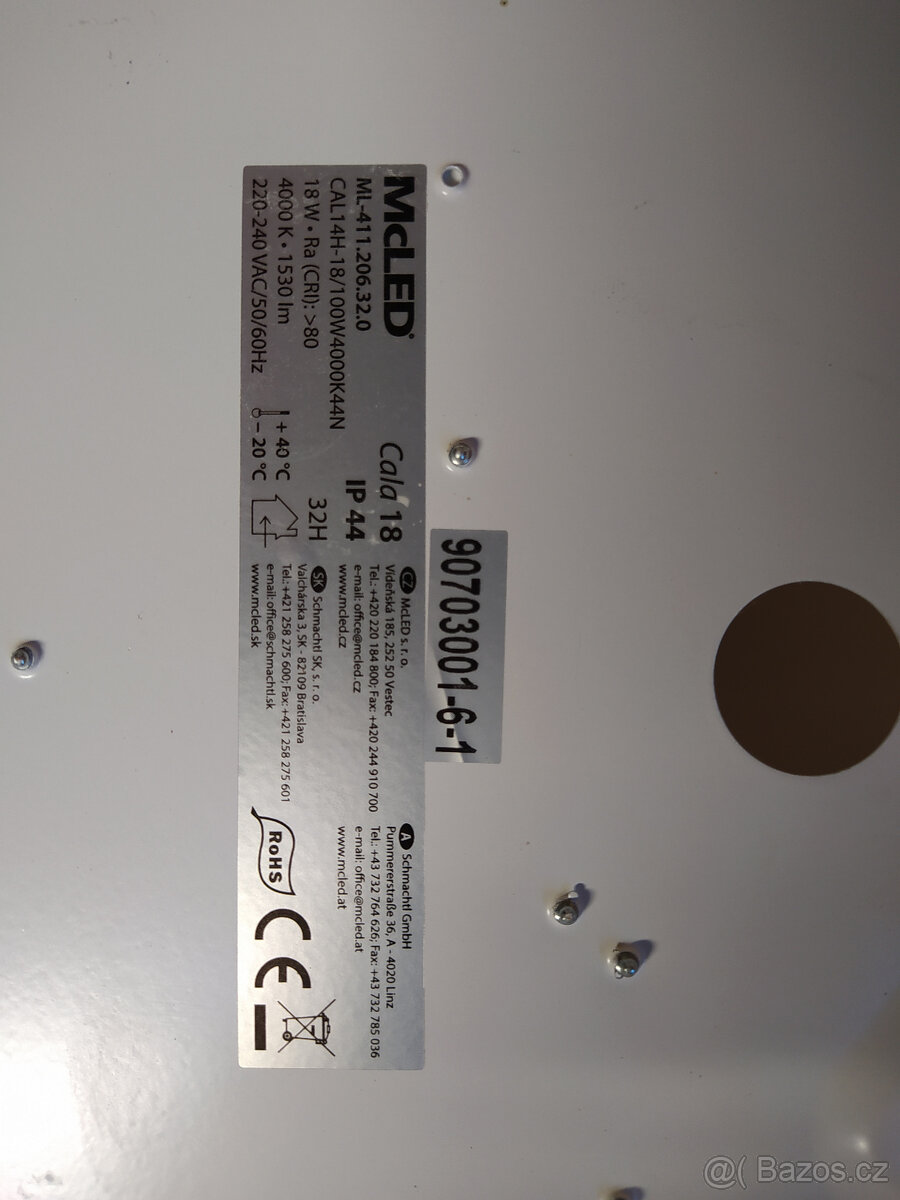 McLED®
ML-411.206.32.0
CAL14H-18/100W4000K44N
18 W • Ra (CRI): >80
4000 K • 1530 lm
220-240 VAC/50/60Hz
Cala 18
IP 44
32H
+ 40 °C
– 20 °C
CZ McLED s. r. o.
Vídeňská 185, 252 50 Vestec
Tel.: +420 220 184 800; Fax: +420 244 910 700
e-mail: office@mcled.cz
www.mcled.cz
SK Schmachtl SK, s. r. o.
Valchárska 3, SK - 82109 Bratislava
Tel.: +421 258 275 600; Fax: +421 258 275 601
e-mail: office@schmachtl.sk
www.mcled.sk
A Schmachtl GmbH
Pummererstraße 36, A - 4020 Linz
Tel.: +43 732 764 626; Fax: +43 732 785 036
e-mail: office@mcled.at
www.mcled.at
RoHS
CE
90703001-6-1
@( Bazos.cz